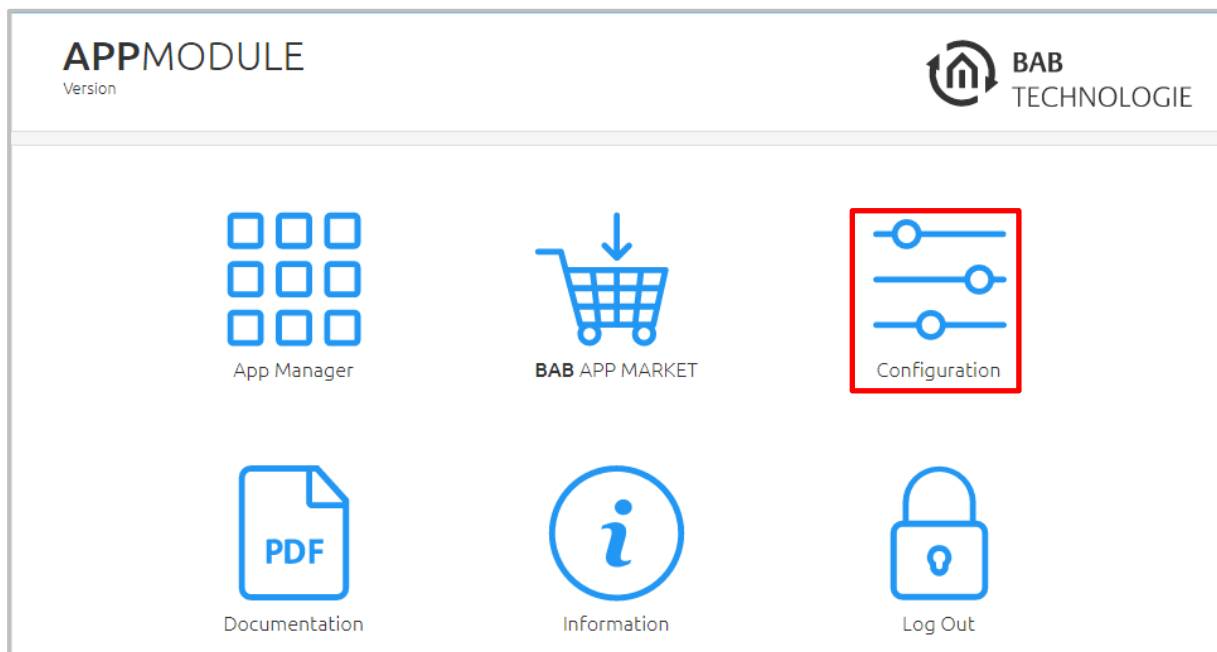 APPMODULE
Version
BAB
TECHNOLOGIE
App Manager
BAB APP MARKET
Configuration
PDF
i
Documentation
Information
Log Out